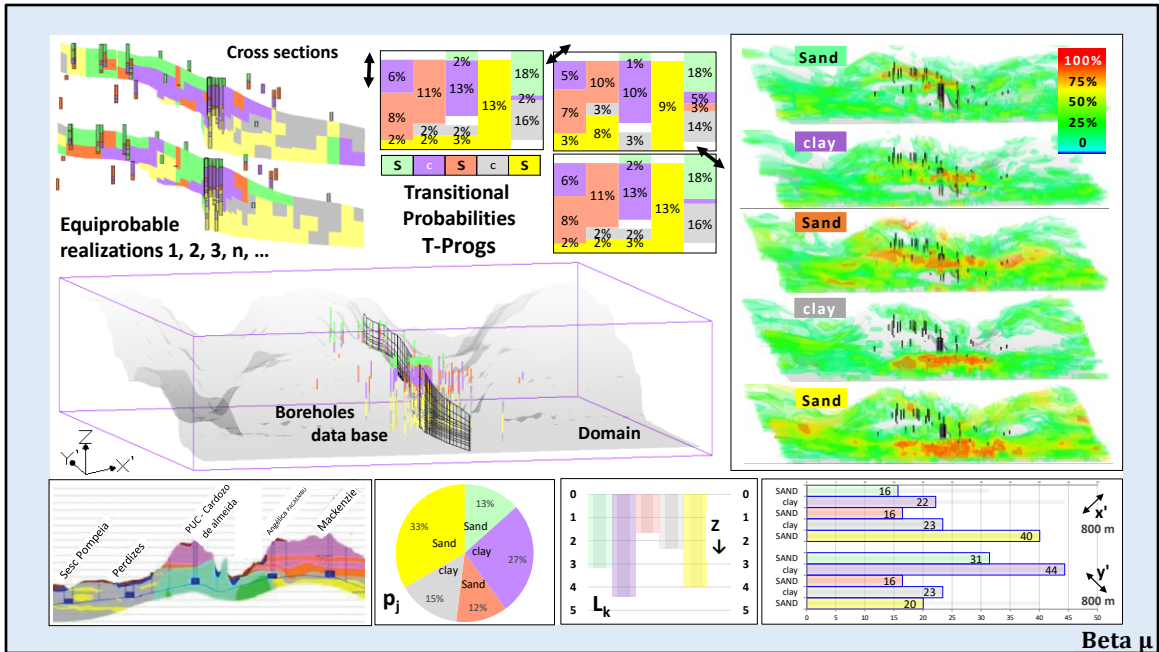 Cross sections
Equiprobable
realizations 1, 2, 3, n, ...
2%
6%
11%
13%
13%
18%
2%
8%
2%
2%
16%
2%
2%
3%
S c S c S
Transitional
Probabilities
T-Progs
1%
5%
10%
10%
9%
18%
5%
3%
7%
3%
14%
3%
8%
3%
2%
6%
11%
13%
13%
18%
8%
2%
2%
16%
2%
2%
3%
Sand
100%
75%
50%
25%
0
clay
Sand
clay
Sand
Boreholes
data base
Domain
Z
Y'
X'
Sesc Pompeia
Perdizes
PUC - Cardozo
de almeida
Angélica PACAEMBU
Mackenzie
13%
Sand
27%
clay
12%
Sand
15%
clay
33%
Sand
pj
0
1
2
3
4
5
Lk
Z
0
1
2
3
4
5
SAND 16
clay 22
SAND 16
clay 23
SAND 40
x'
800 m
SAND 31
clay 44
SAND 16
clay 23
SAND 20
y'
800 m
0 5 10 15 20 25 30 35 40 45 50
Beta µ